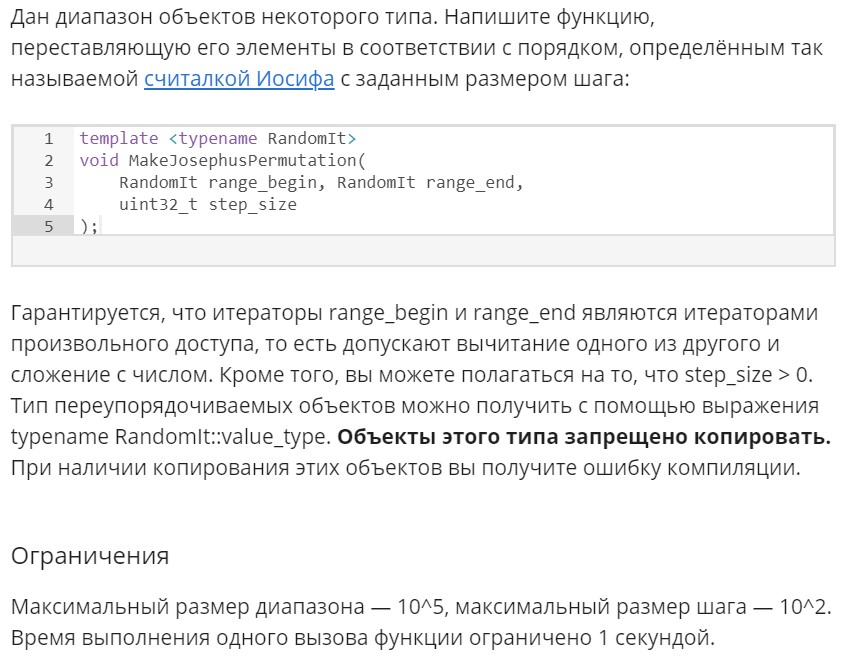 Дан диапазон объектов некоторого типа. Напишите функцию,
переставляющую его элементы в соответствии с порядком, определённым так
называемой считалкой Иосифа с заданным размером шага:
1 template <typename RandomIt>
2 void MakeJosephusPermutation(
3 RandomIt range_begin, RandomIt range_end,
4 uint32_t step_size
5 );
Гарантируется, что итераторы range_begin и range_end являются итераторами
произвольного доступа, то есть допускают вычитание одного из другого и
сложение с числом. Кроме того, вы можете полагаться на то, что step_size > 0.
Тип переупорядочиваемых объектов можно получить с помощью выражения
typename RandomIt::value_type. Объекты этого типа запрещено копировать.
При наличии копирования этих объектов вы получите ошибку компиляции.
Ограничения
Максимальный размер диапазона — 10^5, максимальный размер шага — 10^2.
Время выполнения одного вызова функции ограничено 1 секундой.